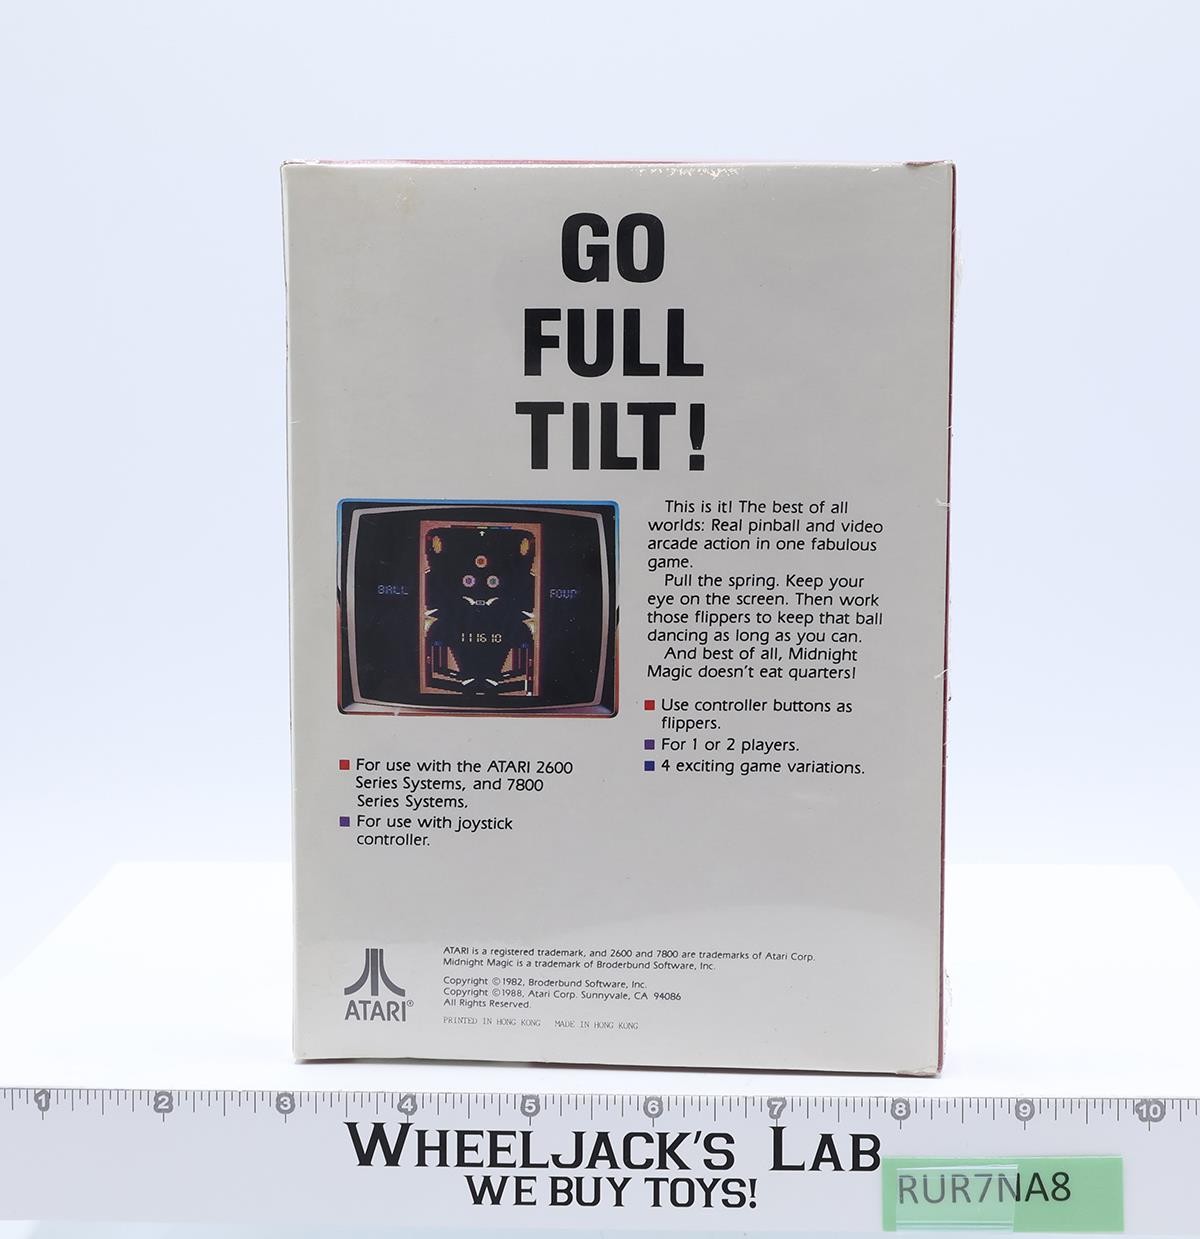 GO
FULL
TILT!
BALL
FOUR
111610
This is it! The best of all
worlds: Real pinball and video
arcade action in one fabulous
game.
Pull the spring. Keep your
eye on the screen. Then work
those flippers to keep that ball
dancing as long as you can.
And best of all, Midnight
Magic doesn't eat quarters!
Use controller buttons as
flippers.
For 1 or 2 players.
4 exciting game variations.
For use with the ATARI 2600
Series Systems, and 7800
Series Systems.
For use with joystick
controller.
ATARI®
ATARI is a registered trademark, and 2600 and 7800 are trademarks of Atari Corp.
Midnight Magic is a trademark of Broderbund Software, Inc.
Copyright ©1982, Broderbund Software, Inc.
Copyright ©1988, Atari Corp. Sunnyvale, CA 94086
All Rights Reserved.
PRINTED IN HONG KONG MADE IN HONG KONG
1 2 3 4 5 6 7 8 9 10
WHEELJACK'S LAB
WE BUY TOYS!
RUR7NA8